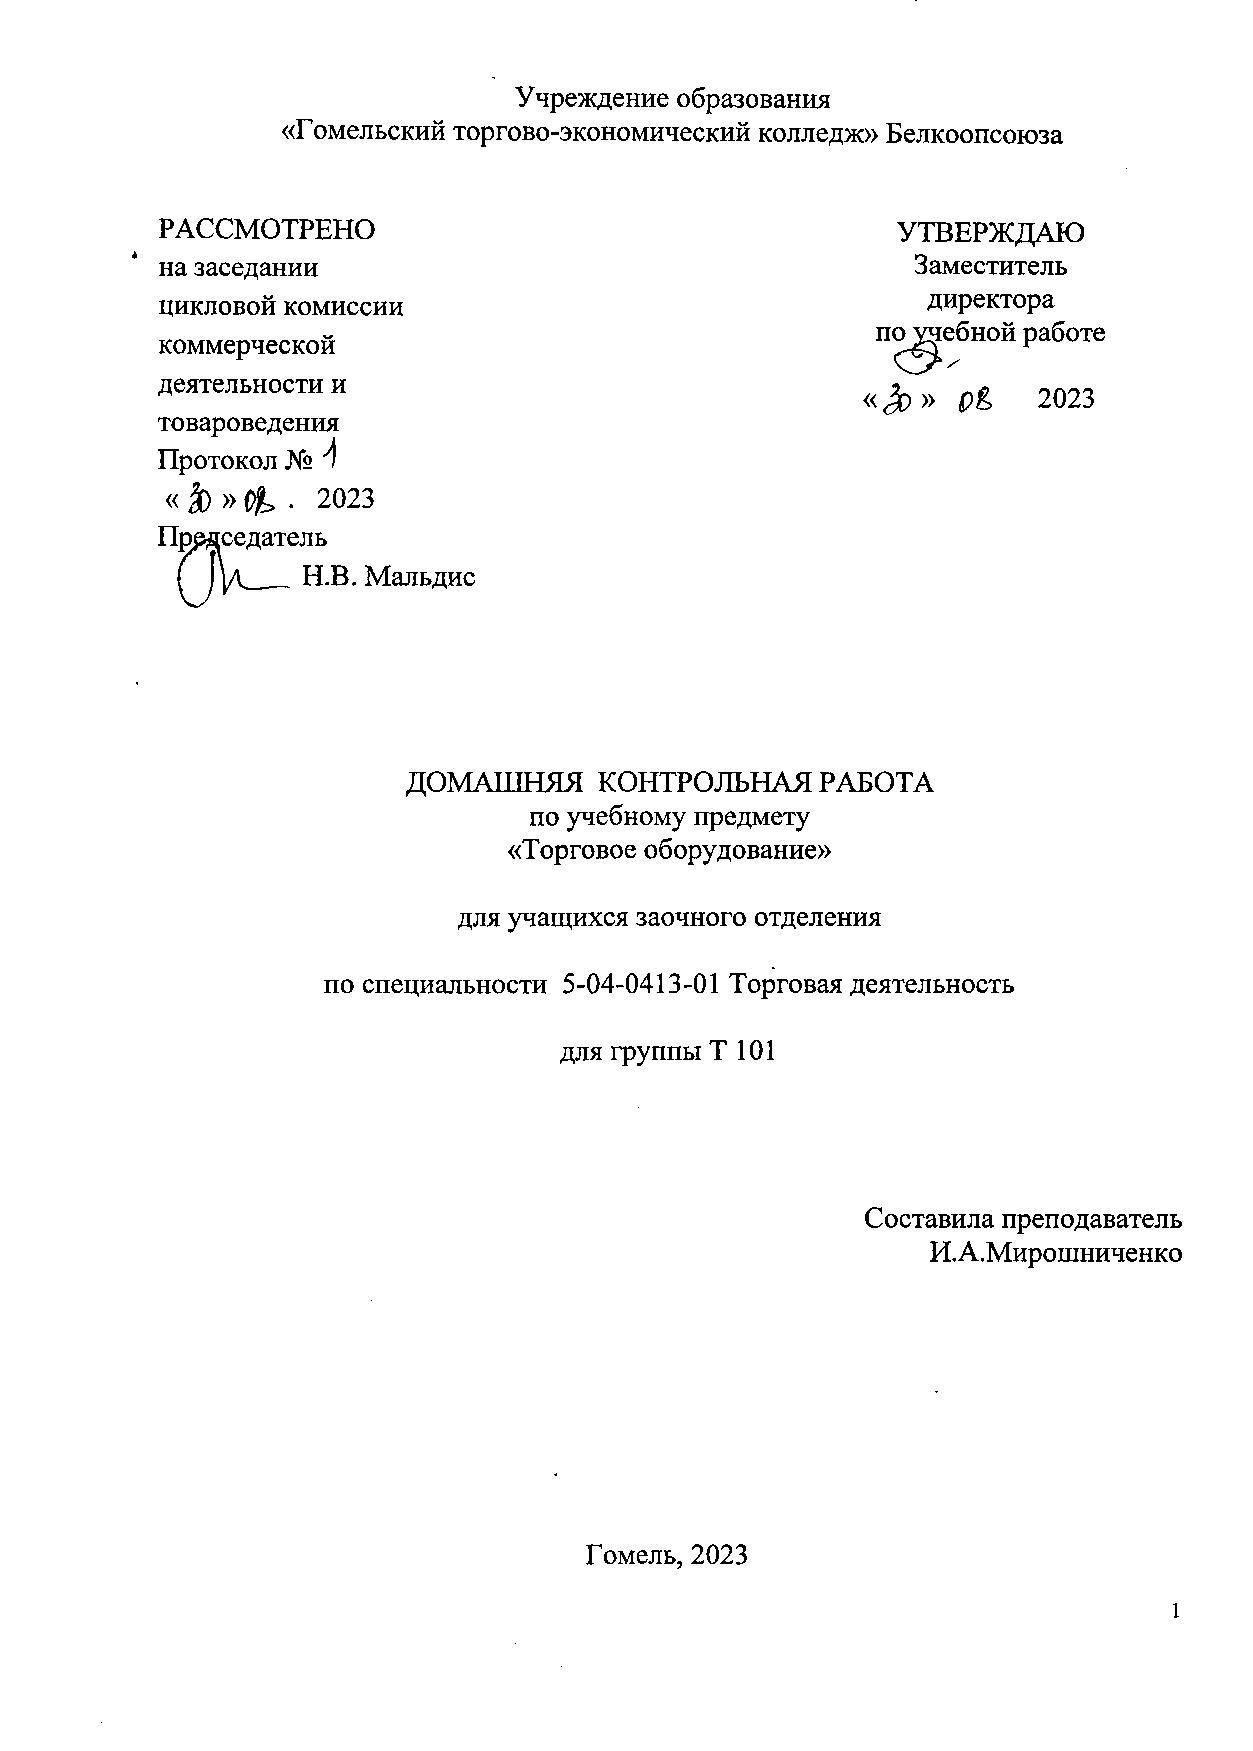 Учреждение образования
«Гомельский торгово-экономический колледж» Белкоопсоюза
РАССМОТРЕНО
на заседании
цикловой комиссии
коммерческой
деятельности и
товароведения
Протокол № 1
« 30 » 08 . 2023
Председатель
Н.В. Мальдис
УТВЕРЖДАЮ
Заместитель
директора
по учебной работе
« 30 » 08 2023
ДОМАШНЯЯ КОНТРОЛЬНАЯ РАБОТА
по учебному предмету
«Торговое оборудование»
для учащихся заочного отделения
по специальности 5-04-0413-01 Торговая деятельность
для группы Т 101
Составила преподаватель
И.А.Мирошниченко
Гомель, 2023
1